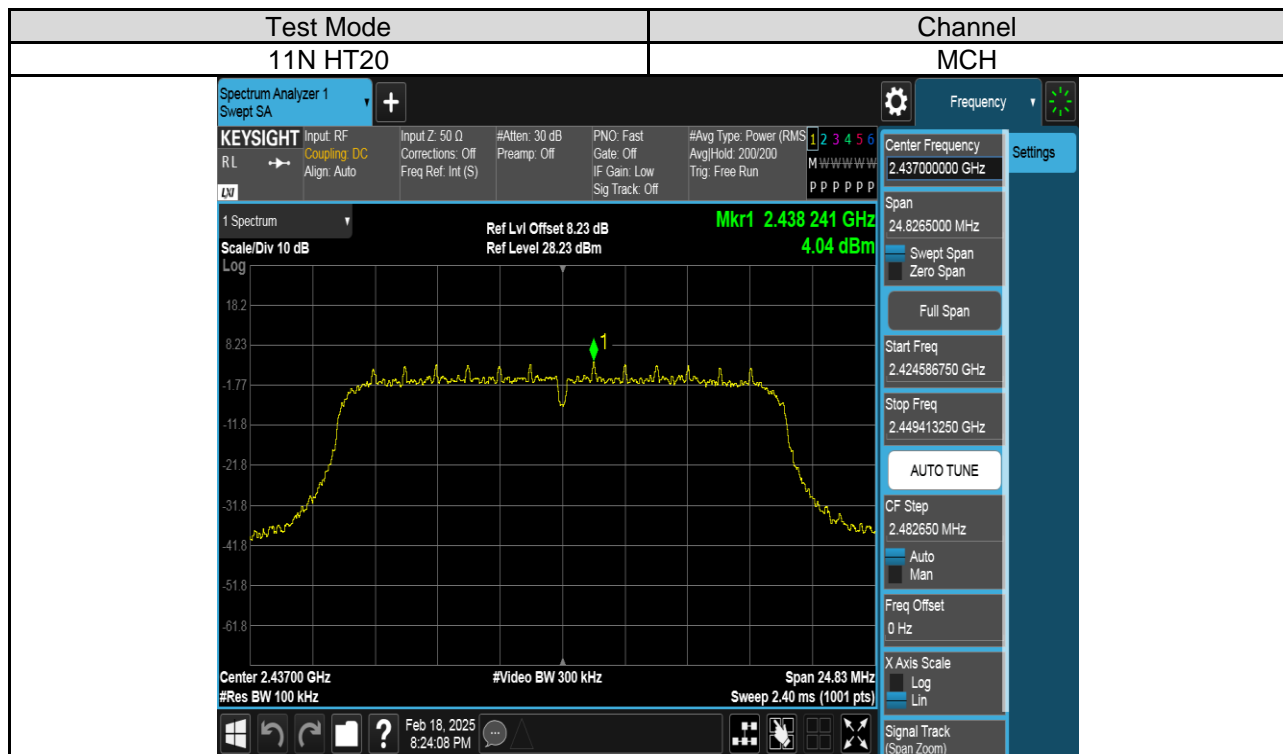 Test Mode Channel
11N HT20 MCH
Spectrum Analyzer 1
Swept SA
+
Frequency
KEYSIGHT
RL
LXI
Input: RF
Coupling: DC
Align: Auto
Input Z: 50 Ω
Corrections: Off
Freq Ref: Int (S)
#Atten: 30 dB
Preamp: Off
PNO: Fast
Gate: Off
IF Gain: Low
Sig Track: Off
#Avg Type: Power (RMS
Avg|Hold: 200/200
Trig: Free Run
1 2 3 4 5 6
M W W W W W
P P P P P P
1 Spectrum
Scale/Div 10 dB
Log
Ref Lvl Offset 8.23 dB
Ref Level 28.23 dBm
Mkr1 2.438 241 GHz
4.04 dBm
18.2
8.23
-1.77
-11.8
-21.8
-31.8
-41.8
-51.8
-61.8
1
Center 2.43700 GHz
#Res BW 100 kHz
#Video BW 300 kHz
Span 24.83 MHz
Sweep 2.40 ms (1001 pts)
Center Frequency
2.437000000 GHz
Settings
Span
24.8265000 MHz
Swept Span
Zero Span
Full Span
Start Freq
2.424586750 GHz
Stop Freq
2.449413250 GHz
AUTO TUNE
CF Step
2.482650 MHz
Auto
Man
Freq Offset
0 Hz
X Axis Scale
Log
Lin
Signal Track
(Span Zoom)
?
Feb 18, 2025
8:24:08 PM